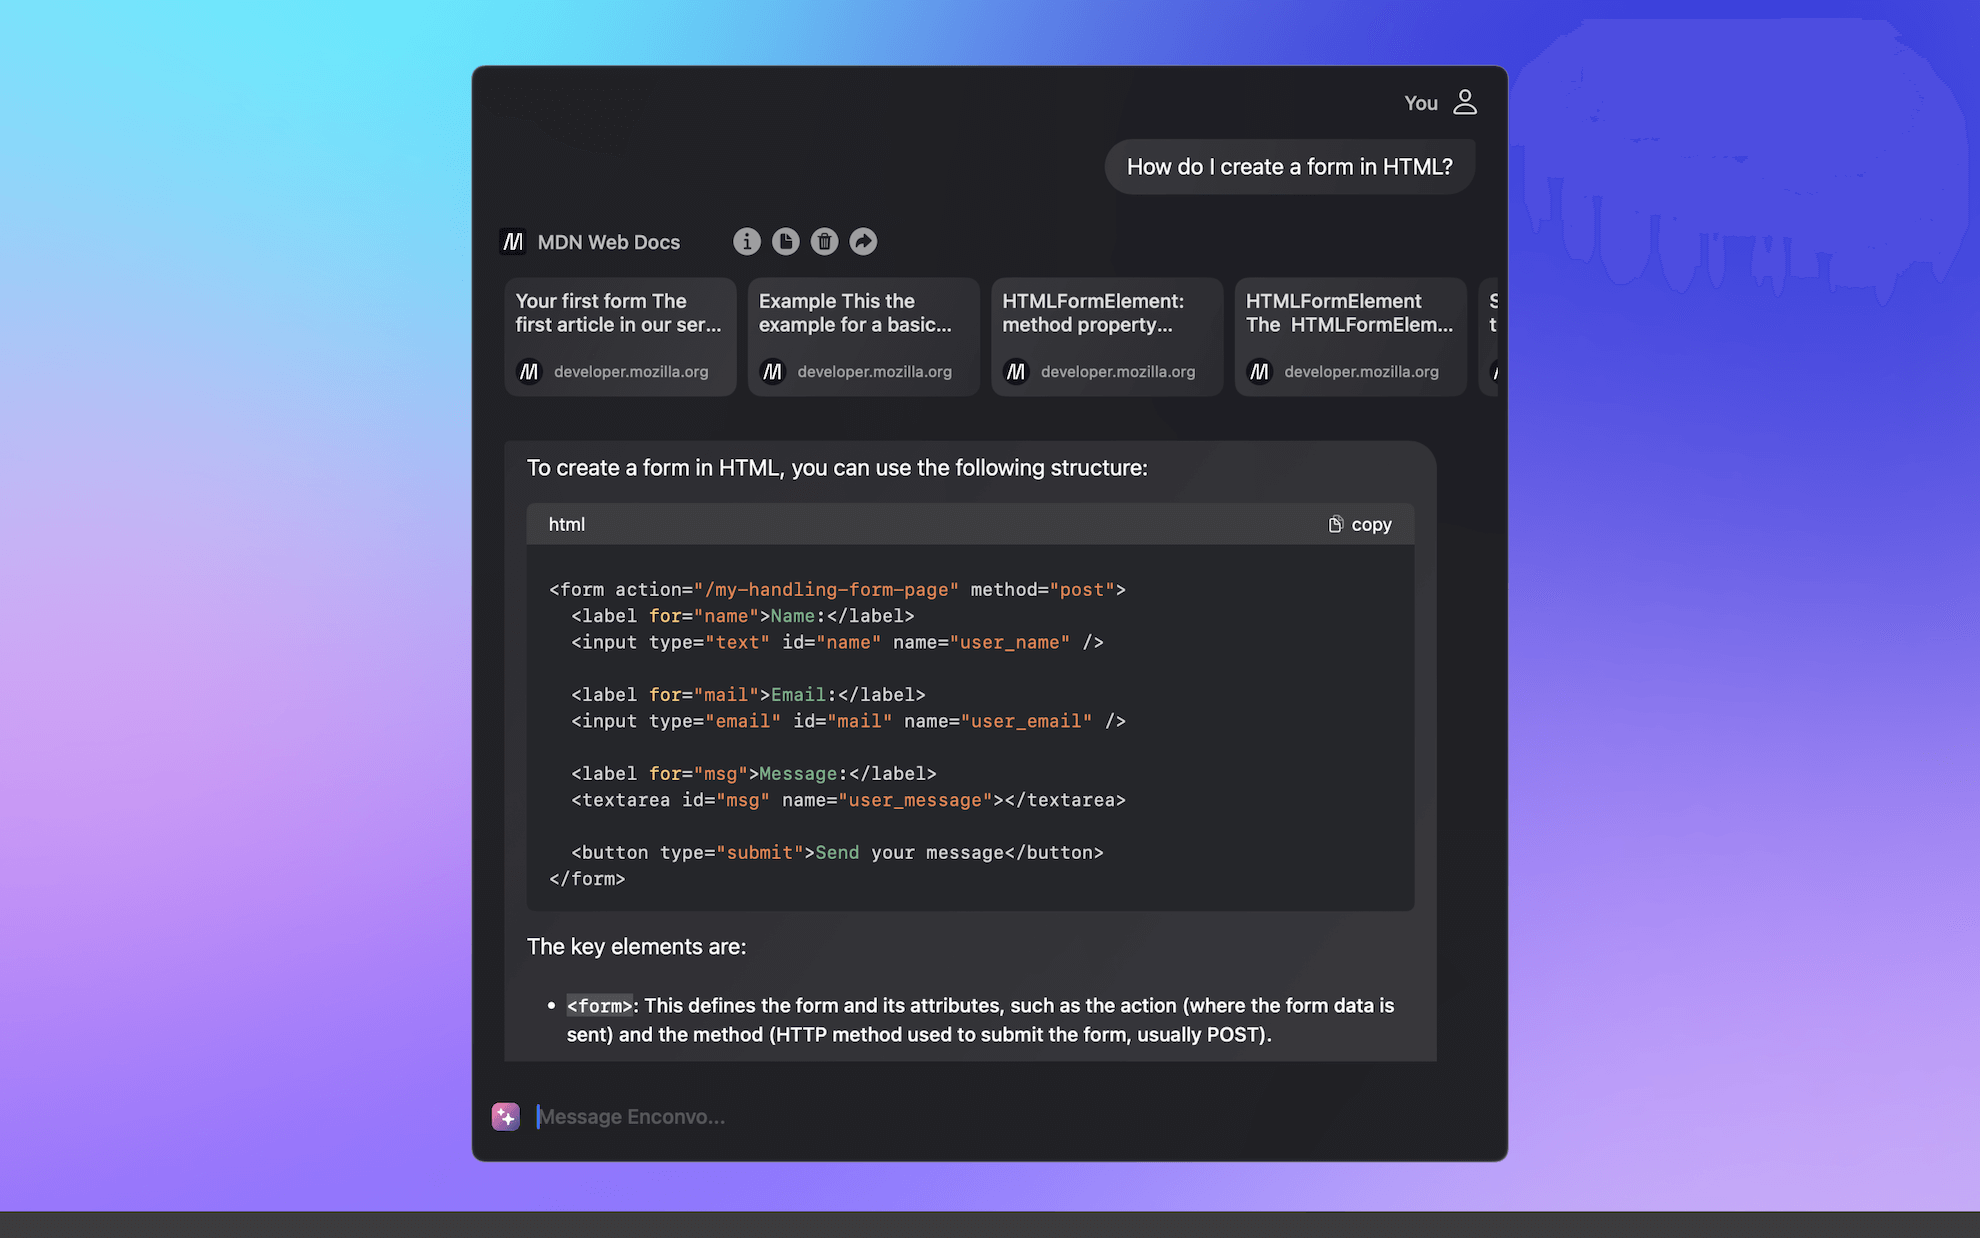 You
How do I create a form in HTML?
MDN Web Docs
Your first form The
first article in our ser...
developer.mozilla.org
Example This the
example for a basic...
developer.mozilla.org
HTMLFormElement:
method property...
developer.mozilla.org
HTMLFormElement
The HTMLFormElem...
developer.mozilla.org
To create a form in HTML, you can use the following structure:
html
copy
<form action="/my-handling-form-page" method="post">
  <label for="name">Name:</label>
  <input type="text" id="name" name="user_name" />
  <label for="mail">Email:</label>
  <input type="email" id="mail" name="user_email" />
  <label for="msg">Message:</label>
  <textarea id="msg" name="user_message"></textarea>
  <button type="submit">Send your message</button>
</form>
The key elements are:
• <form>: This defines the form and its attributes, such as the action (where the form data is
sent) and the method (HTTP method used to submit the form, usually POST).
Message Enconvo...